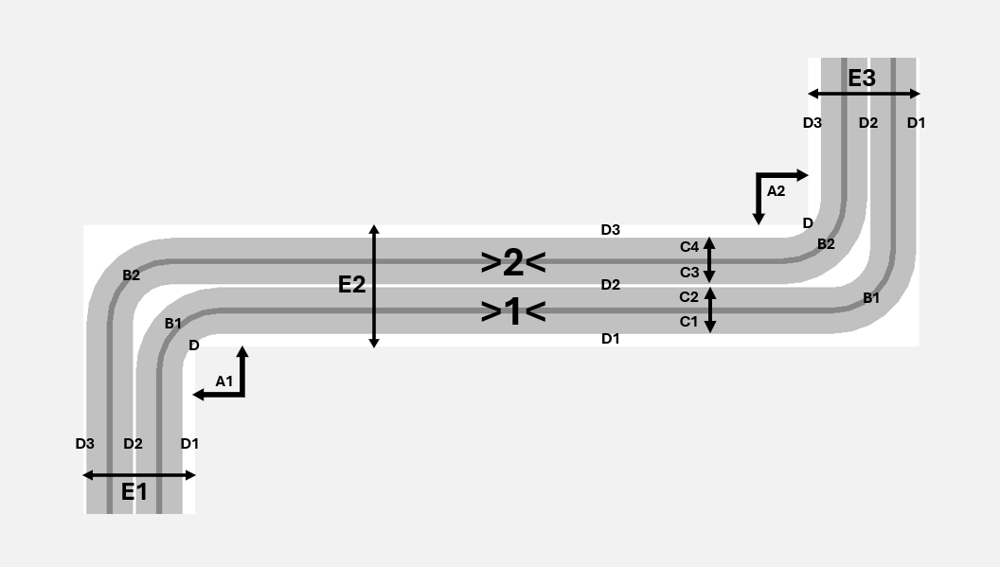 E3
D3 D2 D1
A2
D
D3
B2
C4
>2<
B2
C3
E2
D2
C2
B1
>1<
B1
C1
D1
D
A1
D3 D2 D1
E1